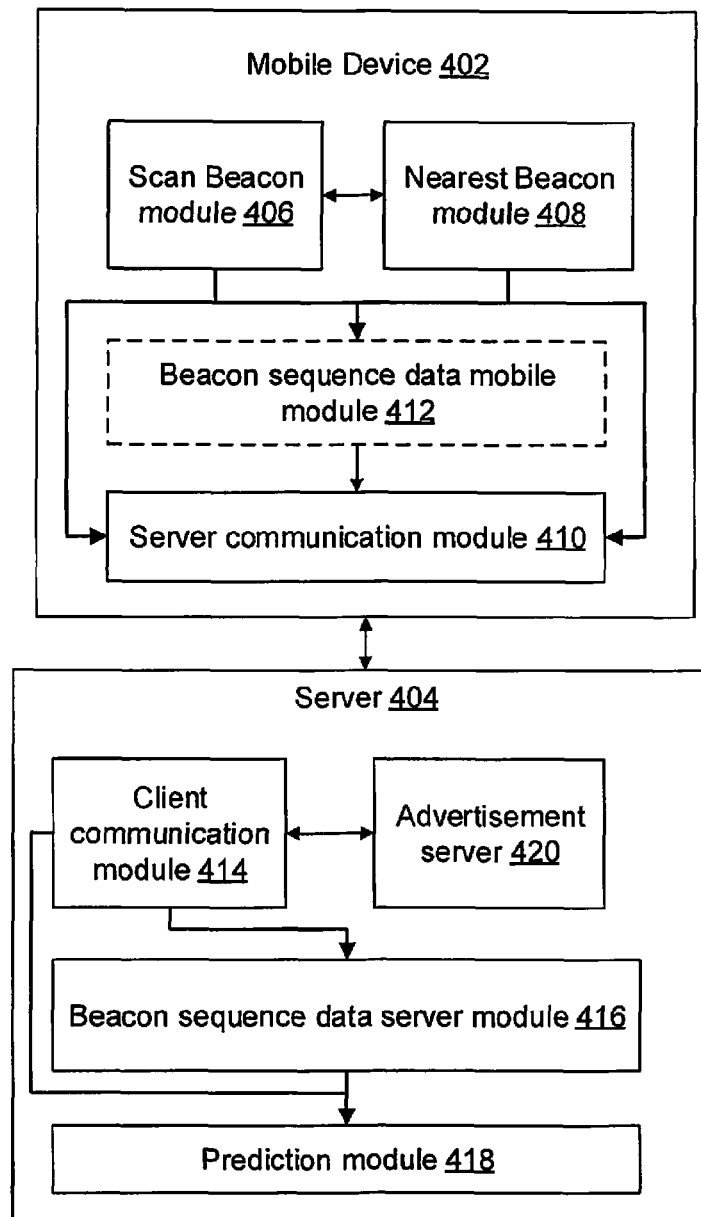 Mobile Device 402
Scan Beacon
module 406
Nearest Beacon
module 408
Beacon sequence data mobile
module 412
Server communication module 410
Server 404
Client
communication
module 414
Advertisement
server 420
Beacon sequence data server module 416
Prediction module 418